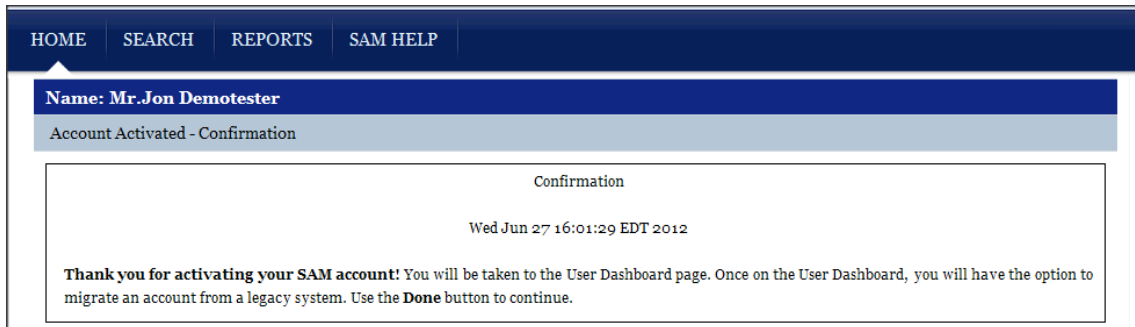 HOME SEARCH REPORTS SAM HELP
Name: Mr.Jon Demotester
Account Activated - Confirmation
Confirmation
Wed Jun 27 16:01:29 EDT 2012
Thank you for activating your SAM account! You will be taken to the User Dashboard page. Once on the User Dashboard, you will have the option to
migrate an account from a legacy system. Use the Done button to continue.